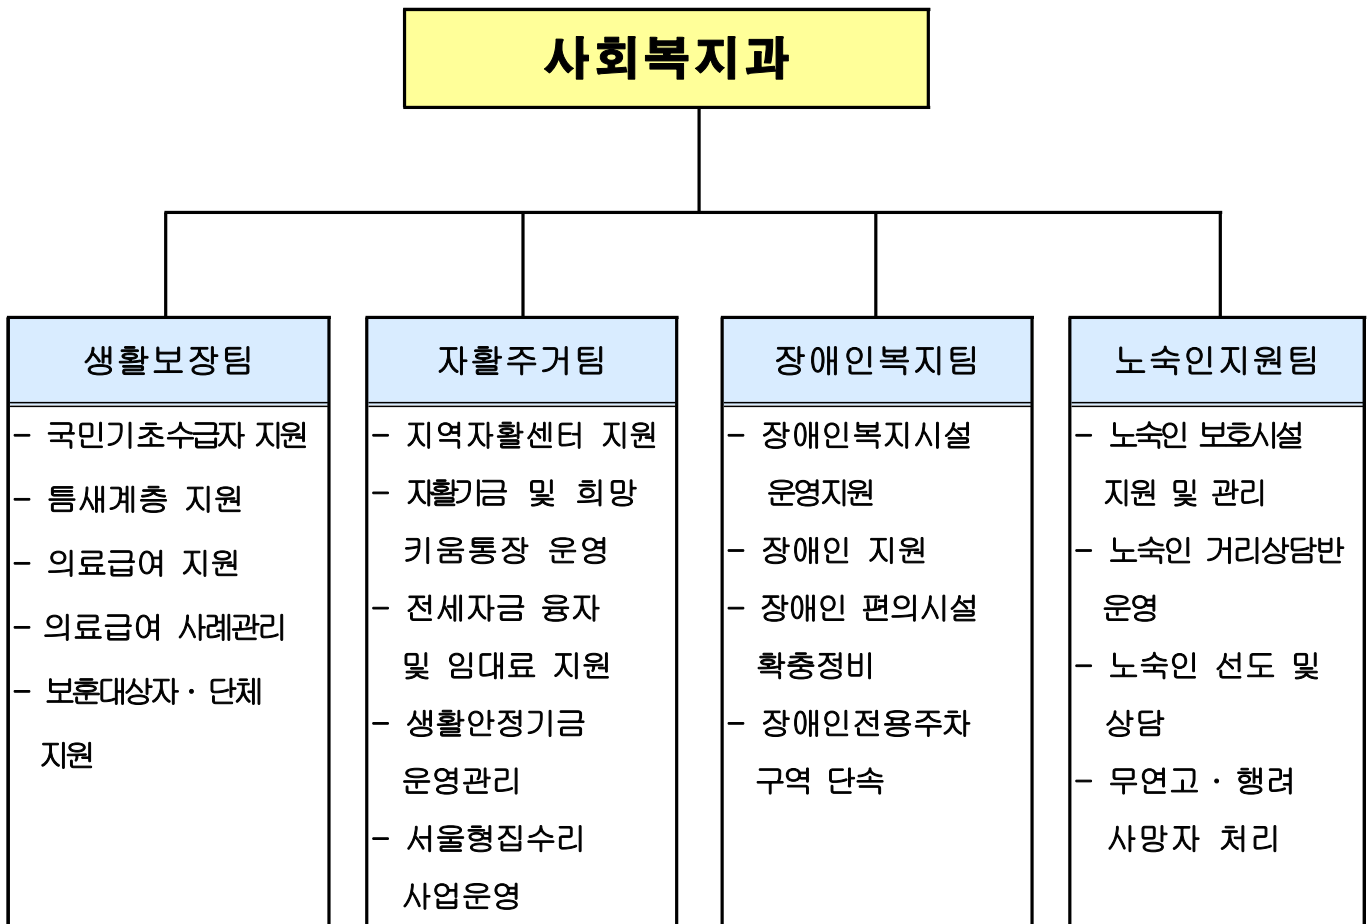 사회복지과
생활보장팀
- 국민기초수급자 지원
- 틈새계층 지원
- 의료급여 지원
- 의료급여 사례관리
- 보훈대상자 · 단체
지원
자활주거팀
- 지역자활센터 지원
- 자활기금 및 희망
키움통장 운영
- 전세자금 융자
및 임대료 지원
- 생활안정기금
운영관리
- 서울형집수리
사업운영
장애인복지팀
- 장애인복지시설
운영지원
- 장애인 지원
- 장애인 편의시설
확충정비
- 장애인전용주차
구역 단속
노숙인지원팀
- 노숙인 보호시설
지원 및 관리
- 노숙인 거리상담반
운영
- 노숙인 선도 및
상담
- 무연고 · 행려
사망자 처리